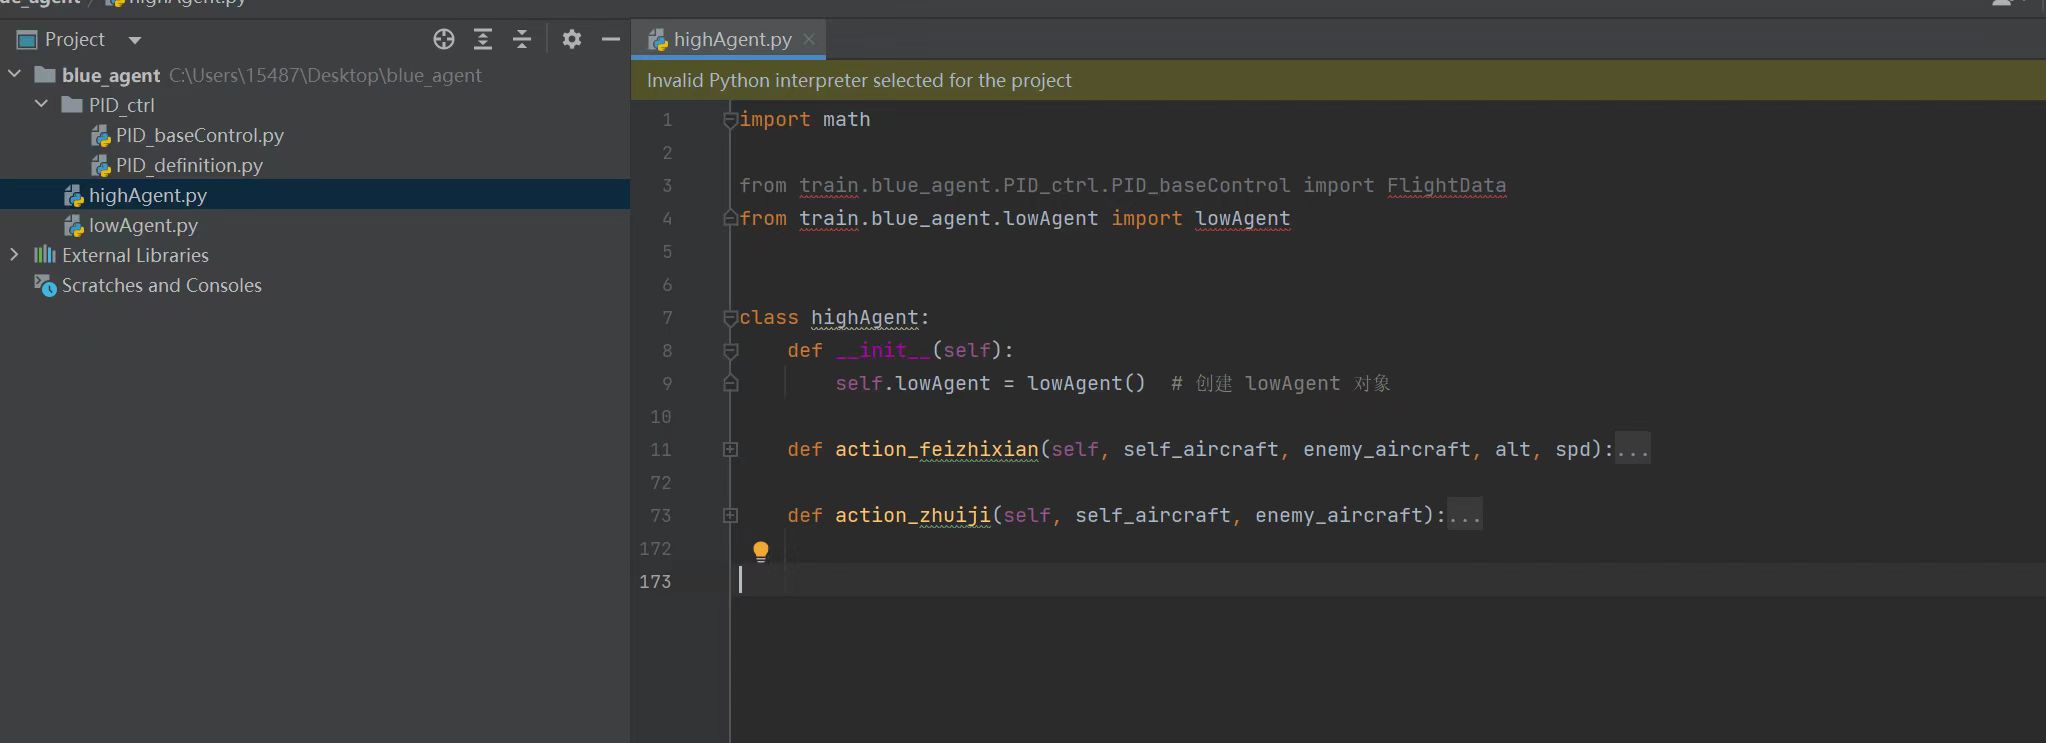 highAgent.py
Project
highAgent.py
blue_agent C:\Users\15487\Desktop\blue_agent
Invalid Python interpreter selected for the project
PID_ctrl
PID_baseControl.py
PID_definition.py
highAgent.py
lowAgent.py
External Libraries
Scratches and Consoles
1 import math
2
3 from train.blue_agent.PID_ctrl.PID_baseControl import FlightData
4 from train.blue_agent.lowAgent import lowAgent
5
6
7 class highAgent:
8 def __init__(self):
9 self.lowAgent = lowAgent() # 创建 lowAgent 对象
10
11 def action_feizhixian(self, self_aircraft, enemy_aircraft, alt, spd):...
72
73 def action_zhuiji(self, self_aircraft, enemy_aircraft):...
172
173